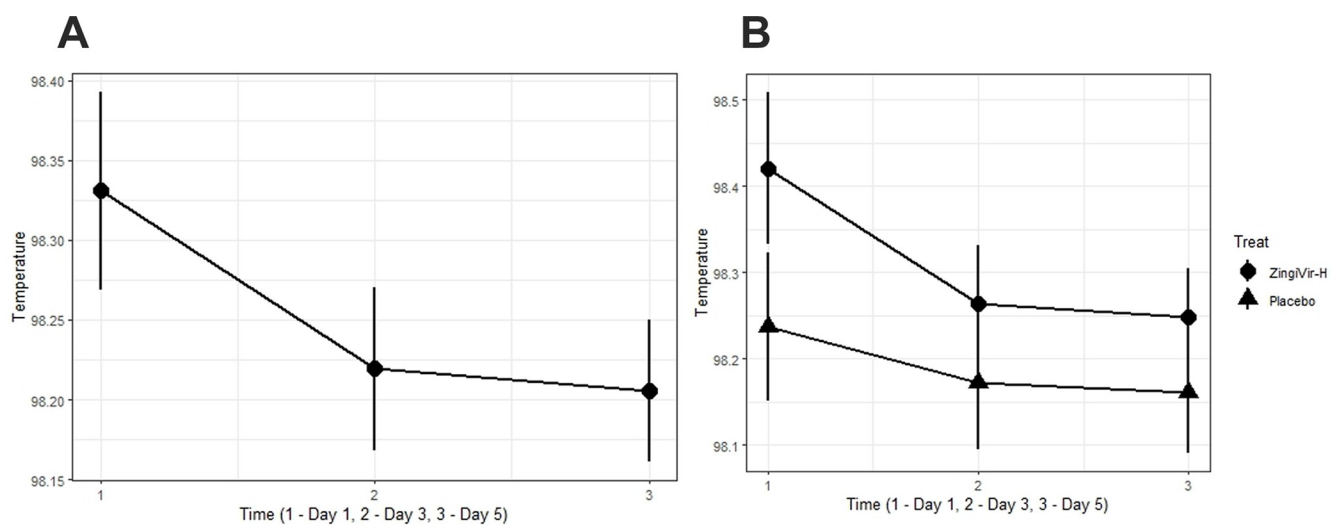 A
98.40
98.35
98.30
98.25
98.20
98.15
Temperature
1
2
3
Time (1 - Day 1, 2 - Day 3, 3 - Day 5)
B
98.5
98.4
98.3
98.2
98.1
Temperature
1
2
3
Time (1 - Day 1, 2 - Day 3, 3 - Day 5)
Treat
ZingiVir-H
Placebo